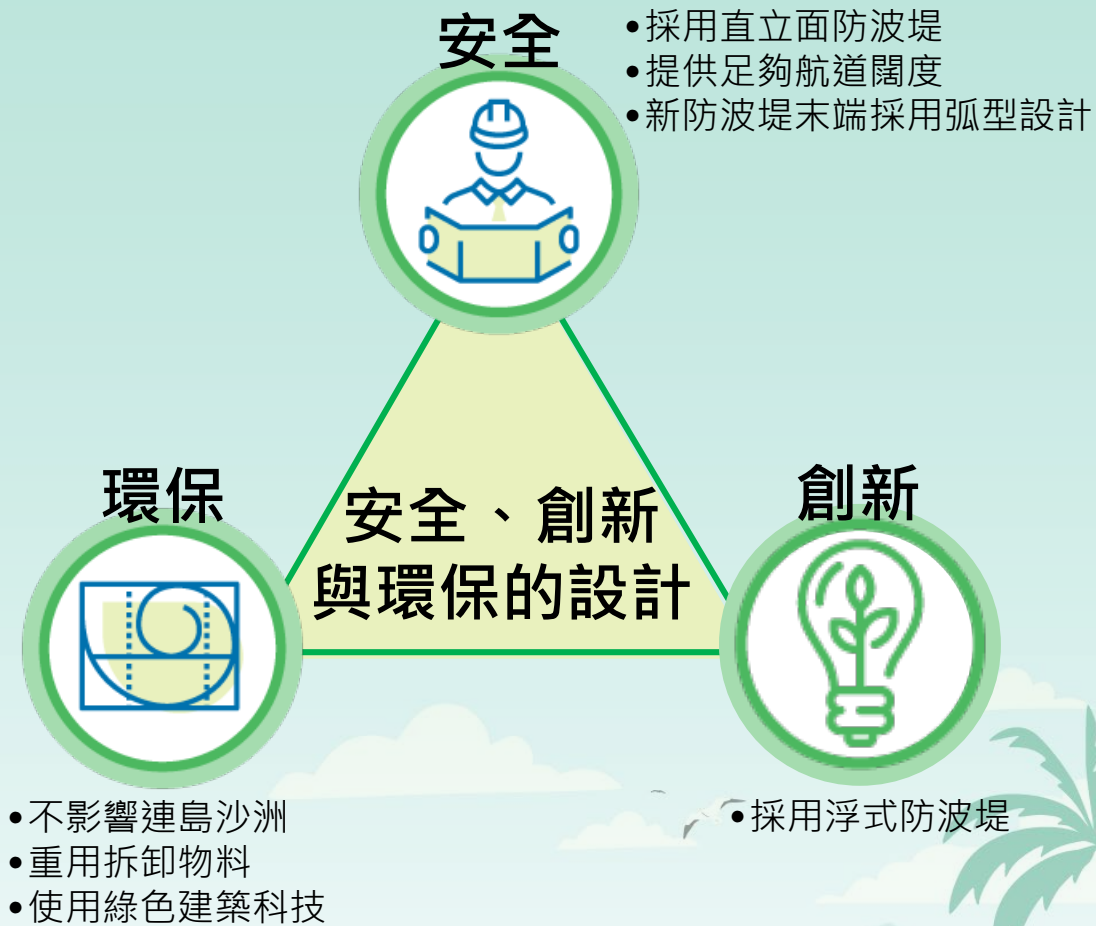 安全
•採用直立面防波堤
•提供足夠航道闊度
•新防波堤末端採用弧型設計
環保
安全、創新
與環保的設計
創新
•不影響連島沙洲
•重用拆卸物料
•使用綠色建築科技
•採用浮式防波堤